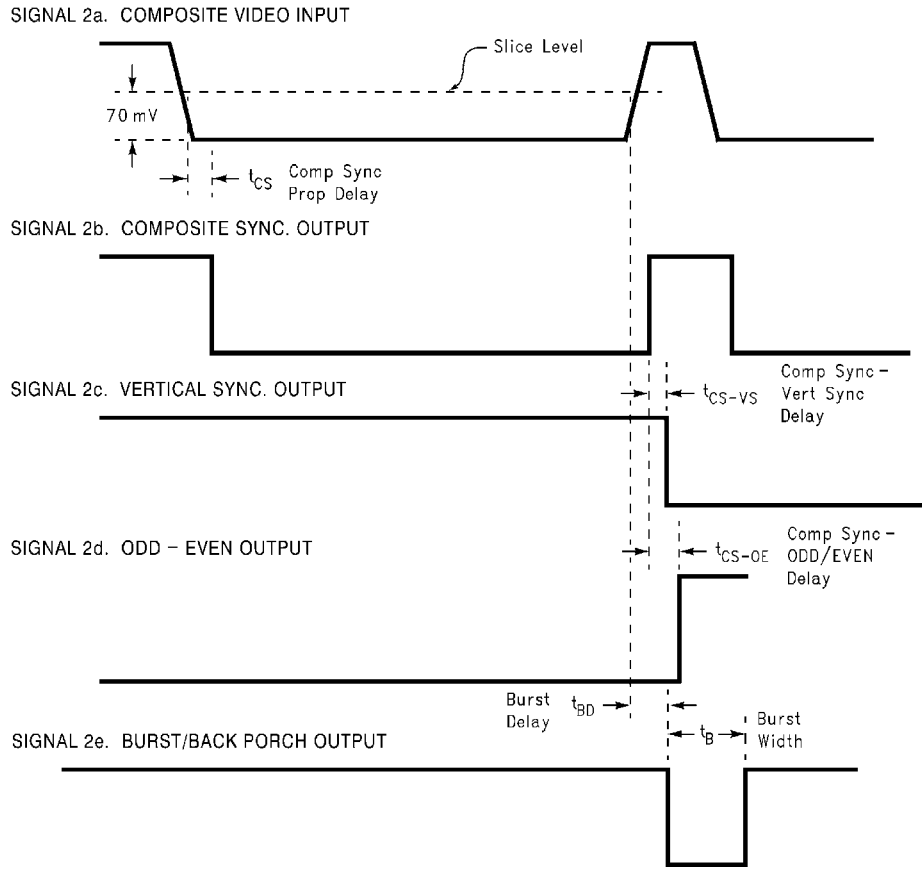 SIGNAL 2a. COMPOSITE VIDEO INPUT
Slice Level
70 mV
tCS Comp Sync
Prop Delay
SIGNAL 2b. COMPOSITE SYNC. OUTPUT
SIGNAL 2c. VERTICAL SYNC. OUTPUT
tCS-VS
Comp Sync -
Vert Sync
Delay
SIGNAL 2d. ODD - EVEN OUTPUT
tCS-OE
Comp Sync -
ODD/EVEN
Delay
Burst
Delay
tBD
SIGNAL 2e. BURST/BACK PORCH OUTPUT
tB
Burst
Width